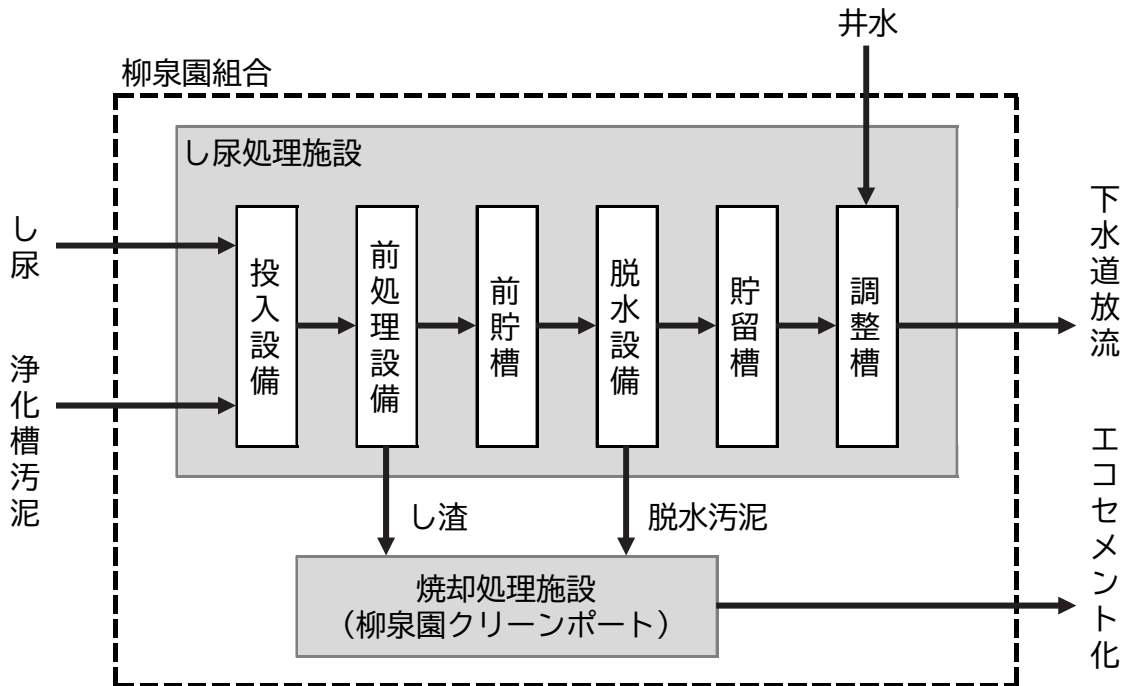 井水
柳泉園組合
し尿処理施設
し尿
浄化槽汚泥
投入設備
前処理設備
前貯槽
脱水設備
貯留槽
調整槽
下水道放流
エコセメント化
し渣
脱水汚泥
焼却処理施設
（柳泉園クリーンポート）